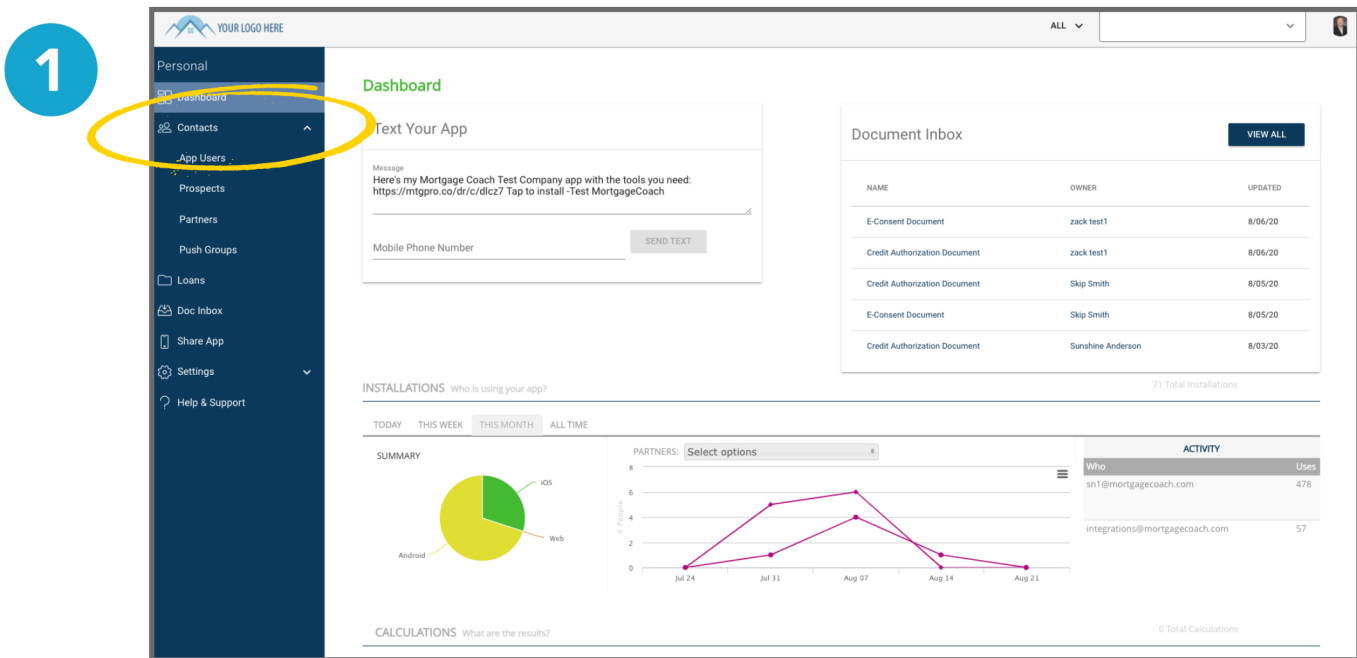 1
YOUR LOGO HERE
ALL
Personal
Dashboard
Contacts
App Users
Prospects
Partners
Push Groups
Loans
Doc Inbox
Share App
Settings
Help & Support
Dashboard
Text Your App
Message
Here's my Mortgage Coach Test Company app with the tools you need:
https://mtgpro.co/dr/c/dlcz7 Tap to install -Test MortgageCoach
Mobile Phone Number
SEND TEXT
Document Inbox
VIEW ALL
NAME OWNER UPDATED
E-Consent Document zack test1 8/06/20
Credit Authorization Document zack test1 8/06/20
Credit Authorization Document Skip Smith 8/05/20
E-Consent Document Skip Smith 8/05/20
Credit Authorization Document Sunshine Anderson 8/03/20
INSTALLATIONS Who is using your app?
71 Total Installations
TODAY THIS WEEK THIS MONTH ALL TIME
SUMMARY
iOS
Web
Android
PARTNERS: Select options
# People
8
6
4
2
0
Jul 24 Jul 31 Aug 07 Aug 14 Aug 21
ACTIVITY
Who Uses
sn1@mortgagecoach.com 478
integrations@mortgagecoach.com 57
CALCULATIONS What are the results?
0 Total Calculations